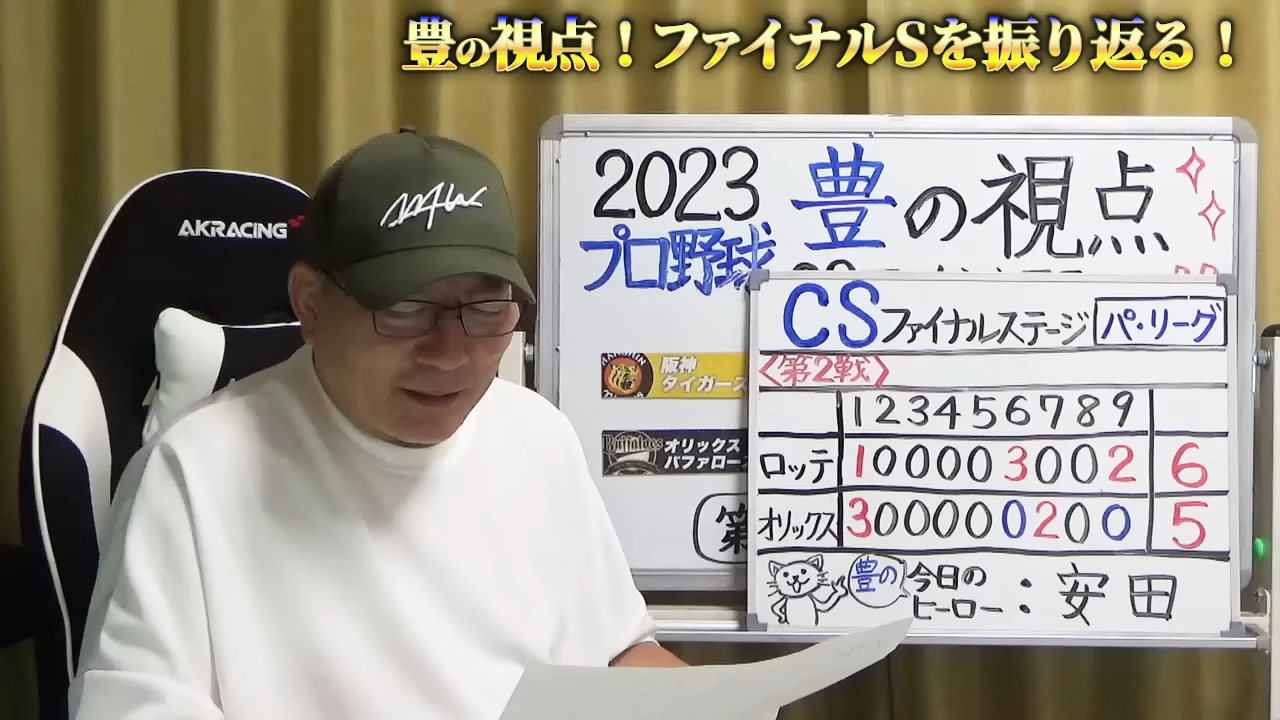 豊の視点！ファイナルSを振り返る！
AKRACING
2023 豊の視点
プロ野球
CSファイナルステージ パ・リーグ
<第2戦>
阪神
タイガース
123456789
オリックス
バファローズ
ロッテ 100003002 6
オリックス 300000200 5
第
豊の 今日の
ヒーロー：安田